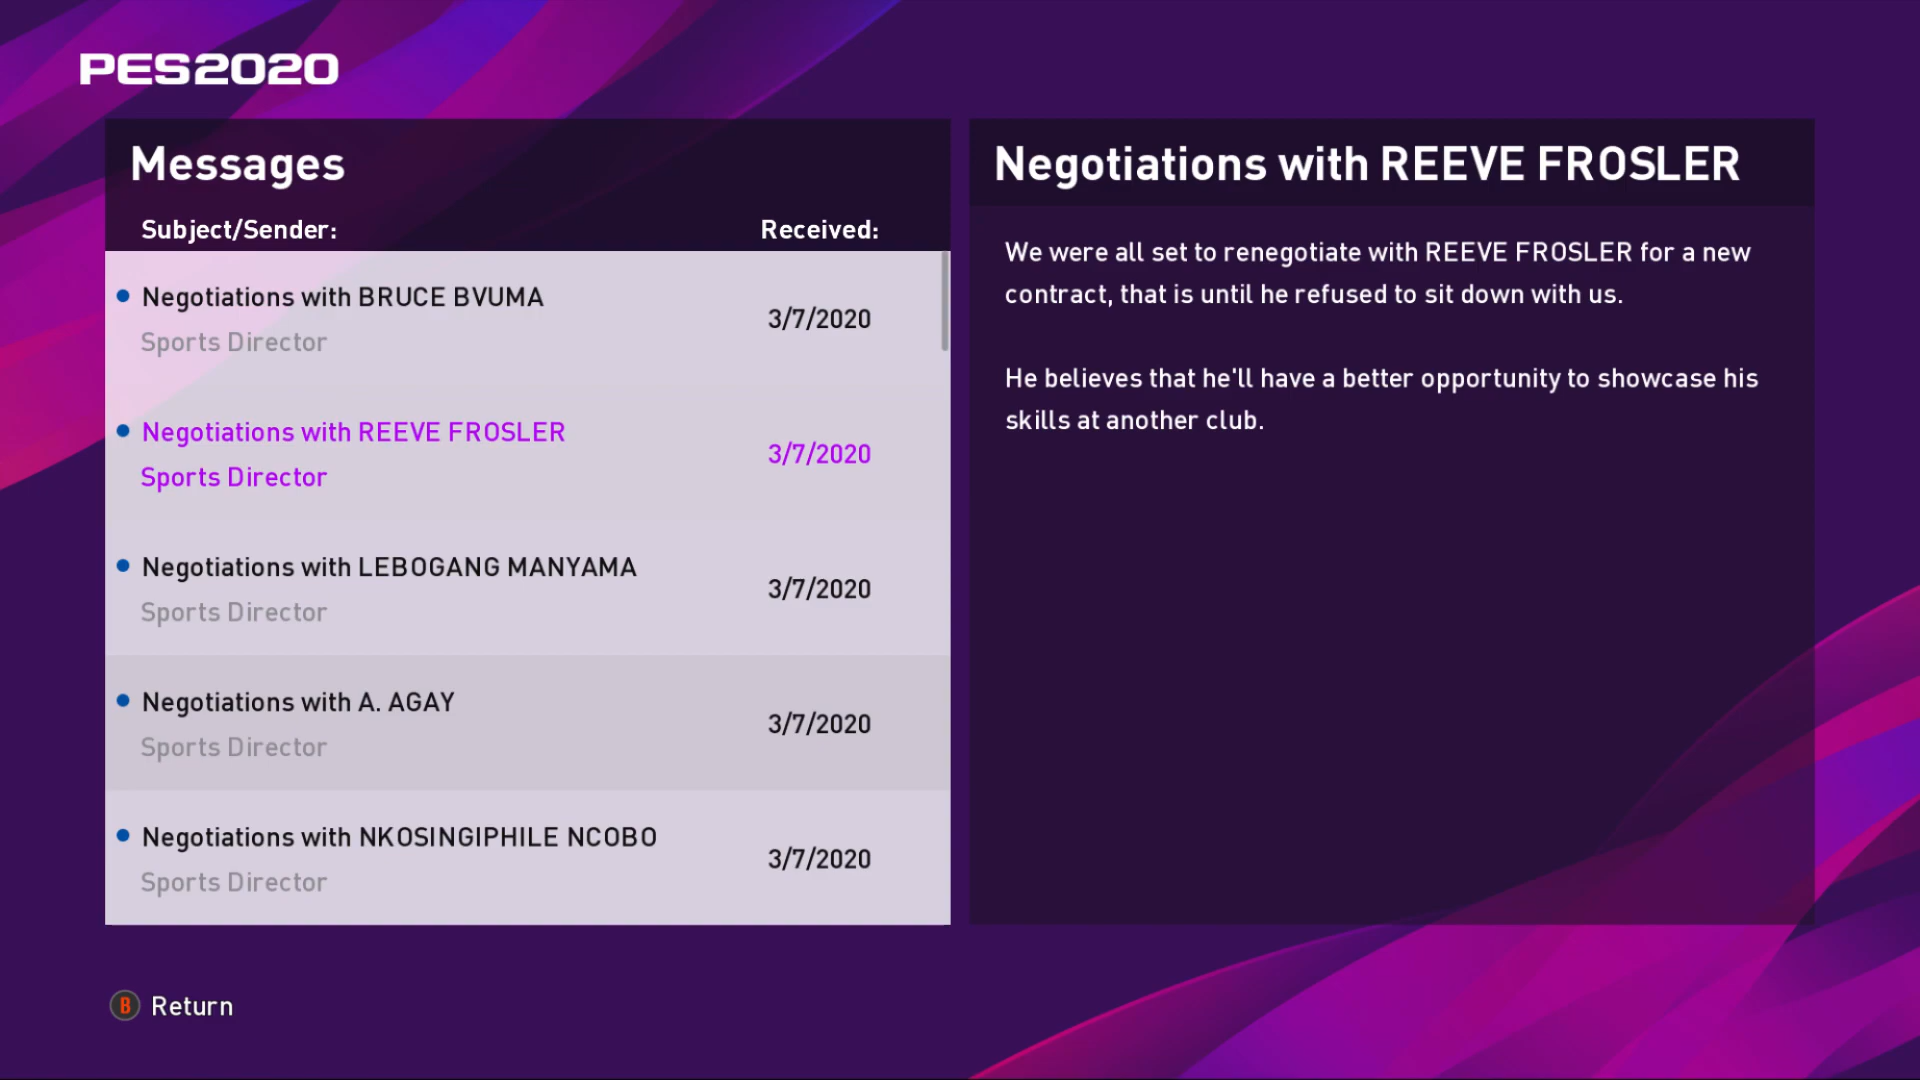 PES2020
Messages
Subject/Sender: Received:
Negotiations with BRUCE BVUMA
Sports Director
3/7/2020
Negotiations with REEVE FROSLER
Sports Director
3/7/2020
Negotiations with LEBOGANG MANYAMA
Sports Director
3/7/2020
Negotiations with A. AGAY
Sports Director
3/7/2020
Negotiations with NKOSINGIPHILE NCOBO
Sports Director
3/7/2020
Negotiations with REEVE FROSLER
We were all set to renegotiate with REEVE FROSLER for a new
contract, that is until he refused to sit down with us.
He believes that he'll have a better opportunity to showcase his
skills at another club.
B Return